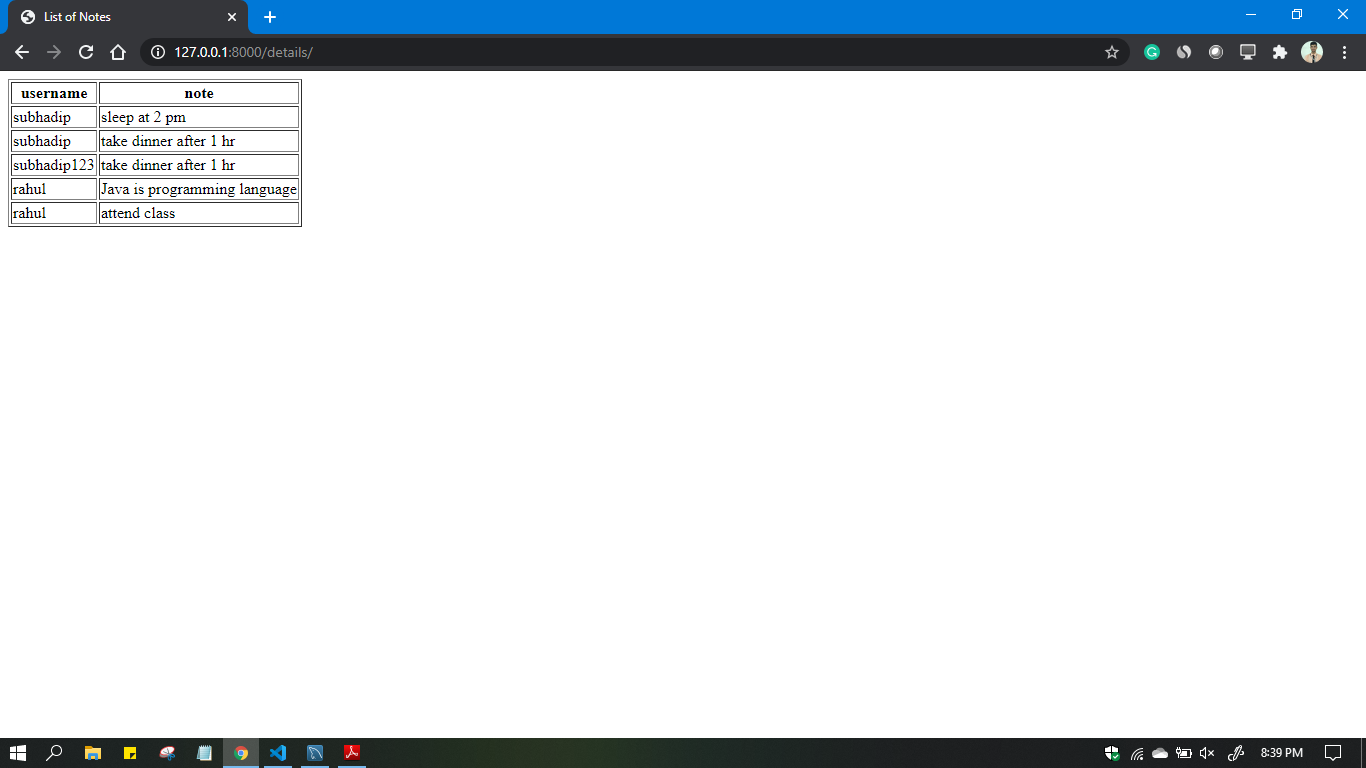 List of Notes
127.0.0.1:8000/details/
username note
subhadip sleep at 2 pm
subhadip take dinner after 1 hr
subhadip123 take dinner after 1 hr
rahul Java is programming language
rahul attend class
8:39 PM